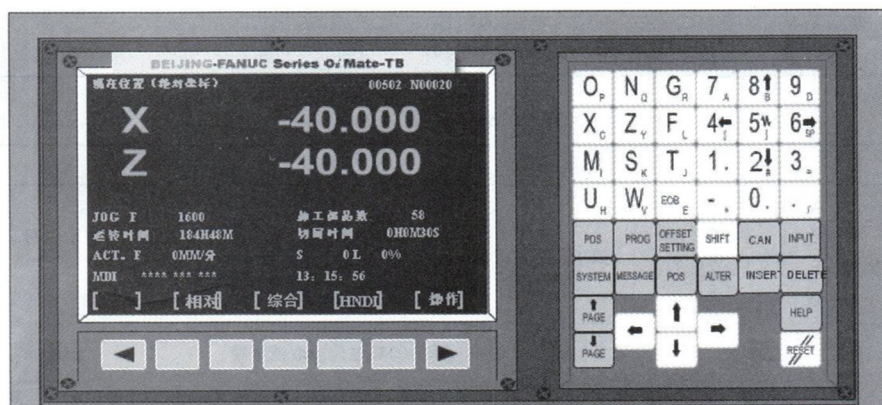 BEIJING-FANUC Series Oi Mate-TB
现在位置(绝对坐标) 00502 N00020
X -40.000
Z -40.000
JOG F 1600 加工部品数 58
运转时间 184H48M 切削时间 0H0M30S
ACT. F 0MM/分 S 0 L 0%
MDI **** *** *** 13: 15: 56
[ ] [ 相对] [ 综合] [HNDI] [ 操作]
O P N Q G R 7 A 8 B 9 D
X C Z Y F L 4 [ 5 ] 6 SP
M I S K T J 1 , 2 # 3 =
U H W V EOB E - + 0 . . /
POS PROG OFFSET SETTING SHIFT CAN INPUT
SYSTEM MESSAGE POS ALTER INSERT DELETE
PAGE HELP
PAGE RESET